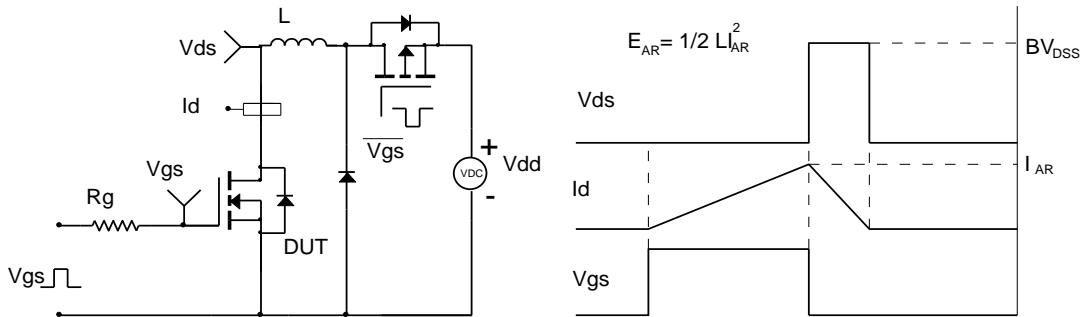 L
Vds
Id
Vgs
Rg
Vgs
DUT
Vgs
VDC
+
-
Vdd
E_AR = 1/2 LI_AR^2
Vds
BV_DSS
Id
I_AR
Vgs